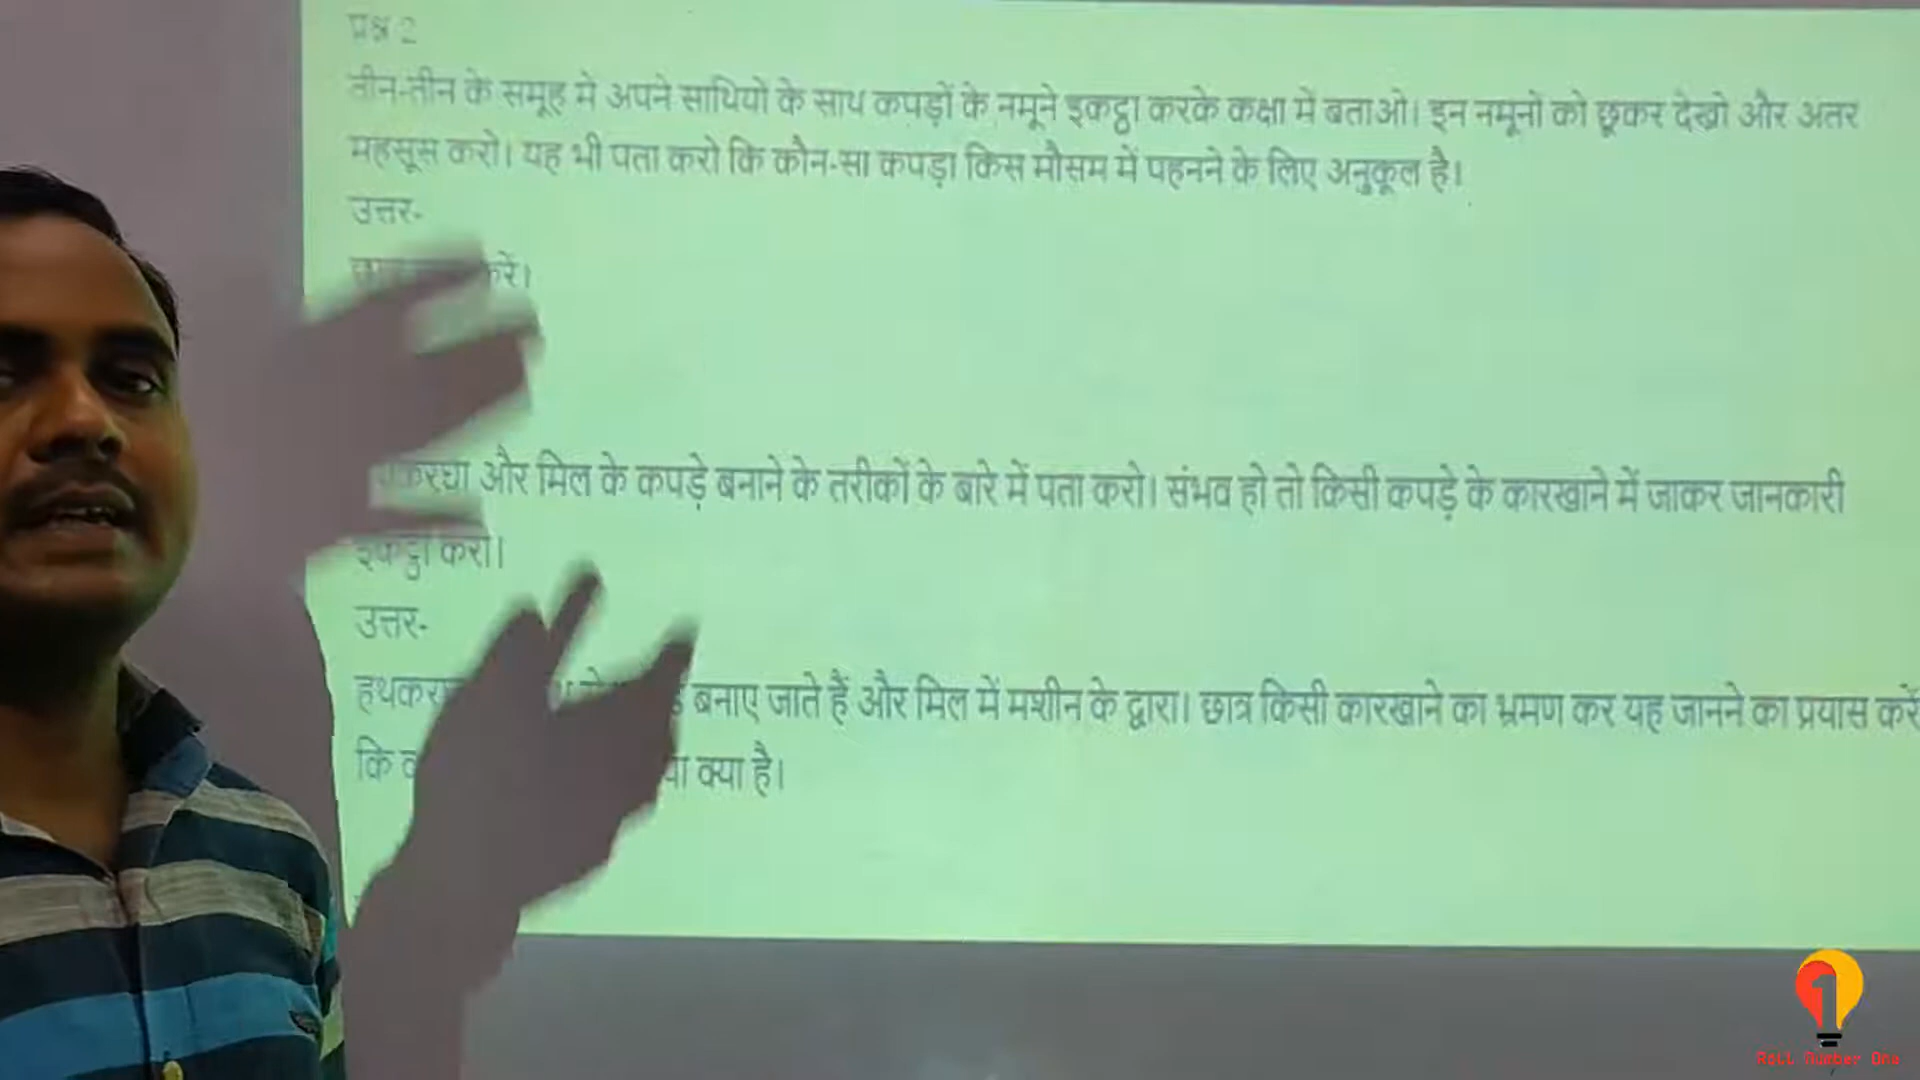 प्रश्न 2
तीन-तीन के समूह में अपने साथियों के साथ कपड़ों के नमूने इकट्ठा करके कक्षा में बताओ। इन नमूनों को छूकर देखो और अतर
महसूस करो। यह भी पता करो कि कौन-सा कपड़ा किस मौसम में पहनने के लिए अनुकूल है।
उत्तर-
करें।
और मिल के कपड़े बनाने के तरीकों के बारे में पता करो। संभव हो तो किसी कपड़े के कारखाने में जाकर जानकारी
इकट्ठा करो।
उत्तर-
बनाए जाते हैं और मिल में मशीन के द्वारा। छात्र किसी कारखाने का भ्रमण कर यह जानने का प्रयास करें
कि क्या है।
Roll Number One